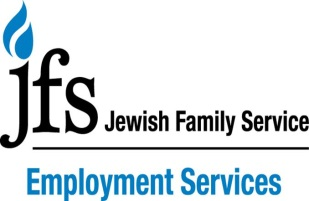 jfs Jewish Family Service
Employment Services